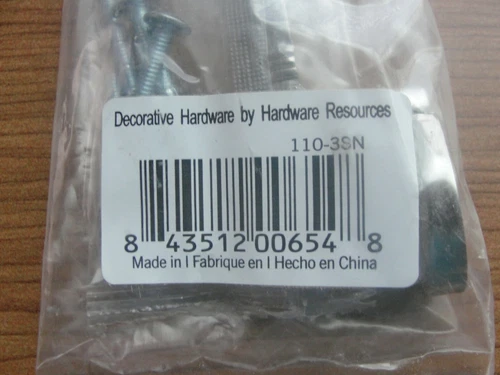 Decorative Hardware by Hardware Resources
110-3SN
8 43512 00654 8
Made in I Fabrique en I Hecho en China